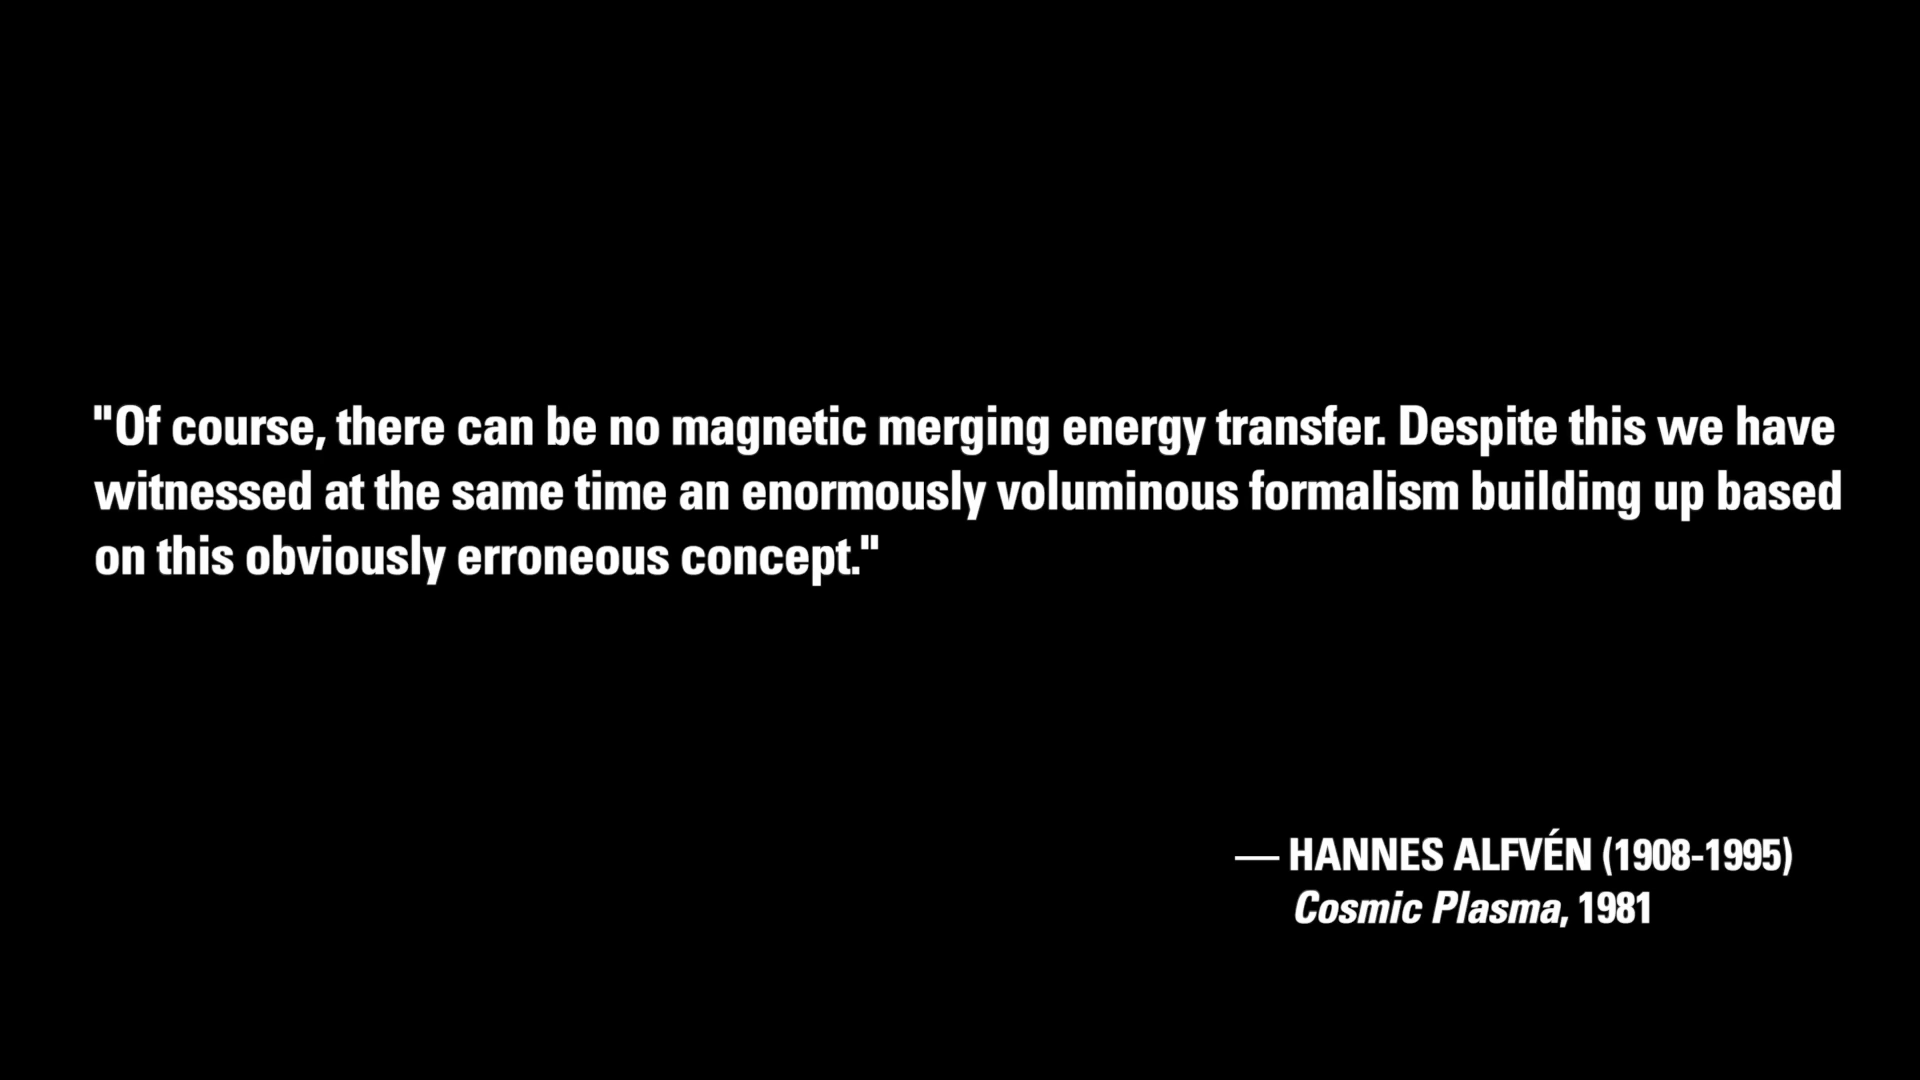 "Of course, there can be no magnetic merging energy transfer. Despite this we have
witnessed at the same time an enormously voluminous formalism building up based
on this obviously erroneous concept."
— HANNES ALFVÉN (1908-1995)
Cosmic Plasma, 1981